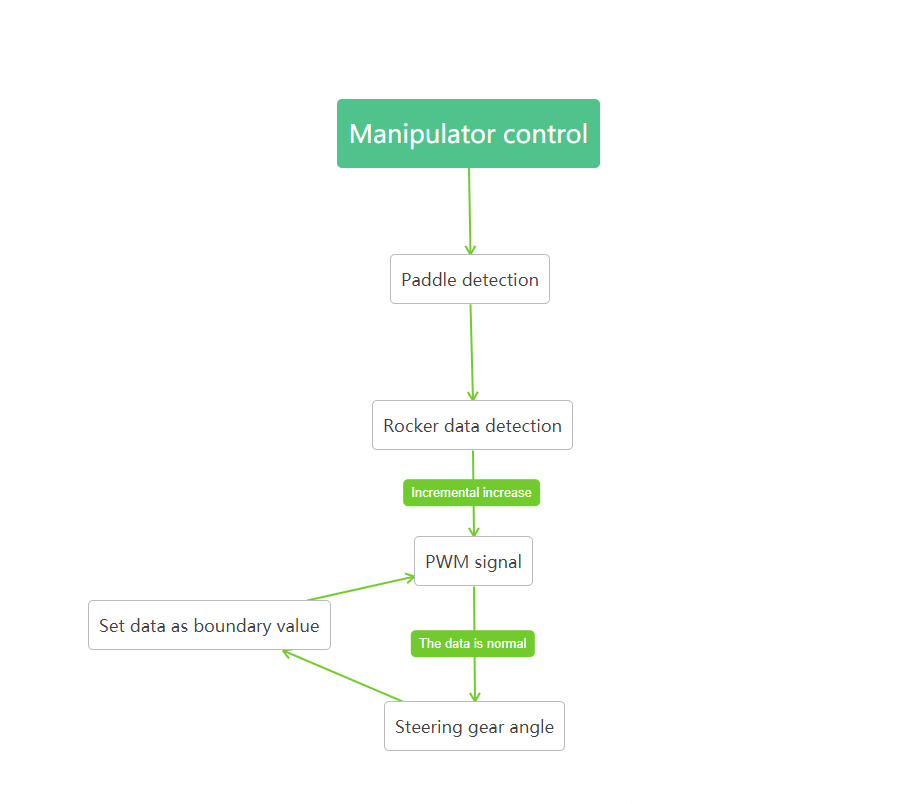 Manipulator control
Paddle detection
Rocker data detection
Incremental increase
PWM signal
Set data as boundary value
The data is normal
Steering gear angle